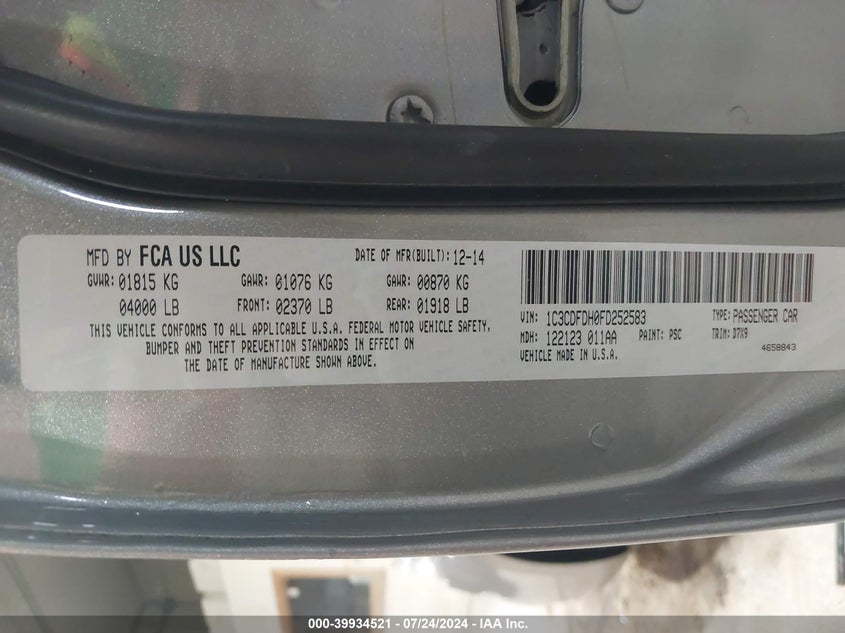 MFD BY FCA US LLC DATE OF MFR(BUILT): 12-14
GVWR: 01815 KG GAWR: 01076 KG GAWR: 00870 KG
04000 LB FRONT: 02370 LB REAR: 01918 LB
THIS VEHICLE CONFORMS TO ALL APPLICABLE U.S.A. FEDERAL MOTOR VEHICLE SAFETY,
BUMPER AND THEFT PREVENTION STANDARDS IN EFFECT ON
THE DATE OF MANUFACTURE SHOWN ABOVE.
VIN: 1C3CDFDH0FD252583 TYPE: PASSENGER CAR
MDH: 122123 011AA PAINT: PSC TRIM: D7X9
VEHICLE MADE IN U.S.A. 4658843
000-39934521 - 07/24/2024 - IAA Inc.